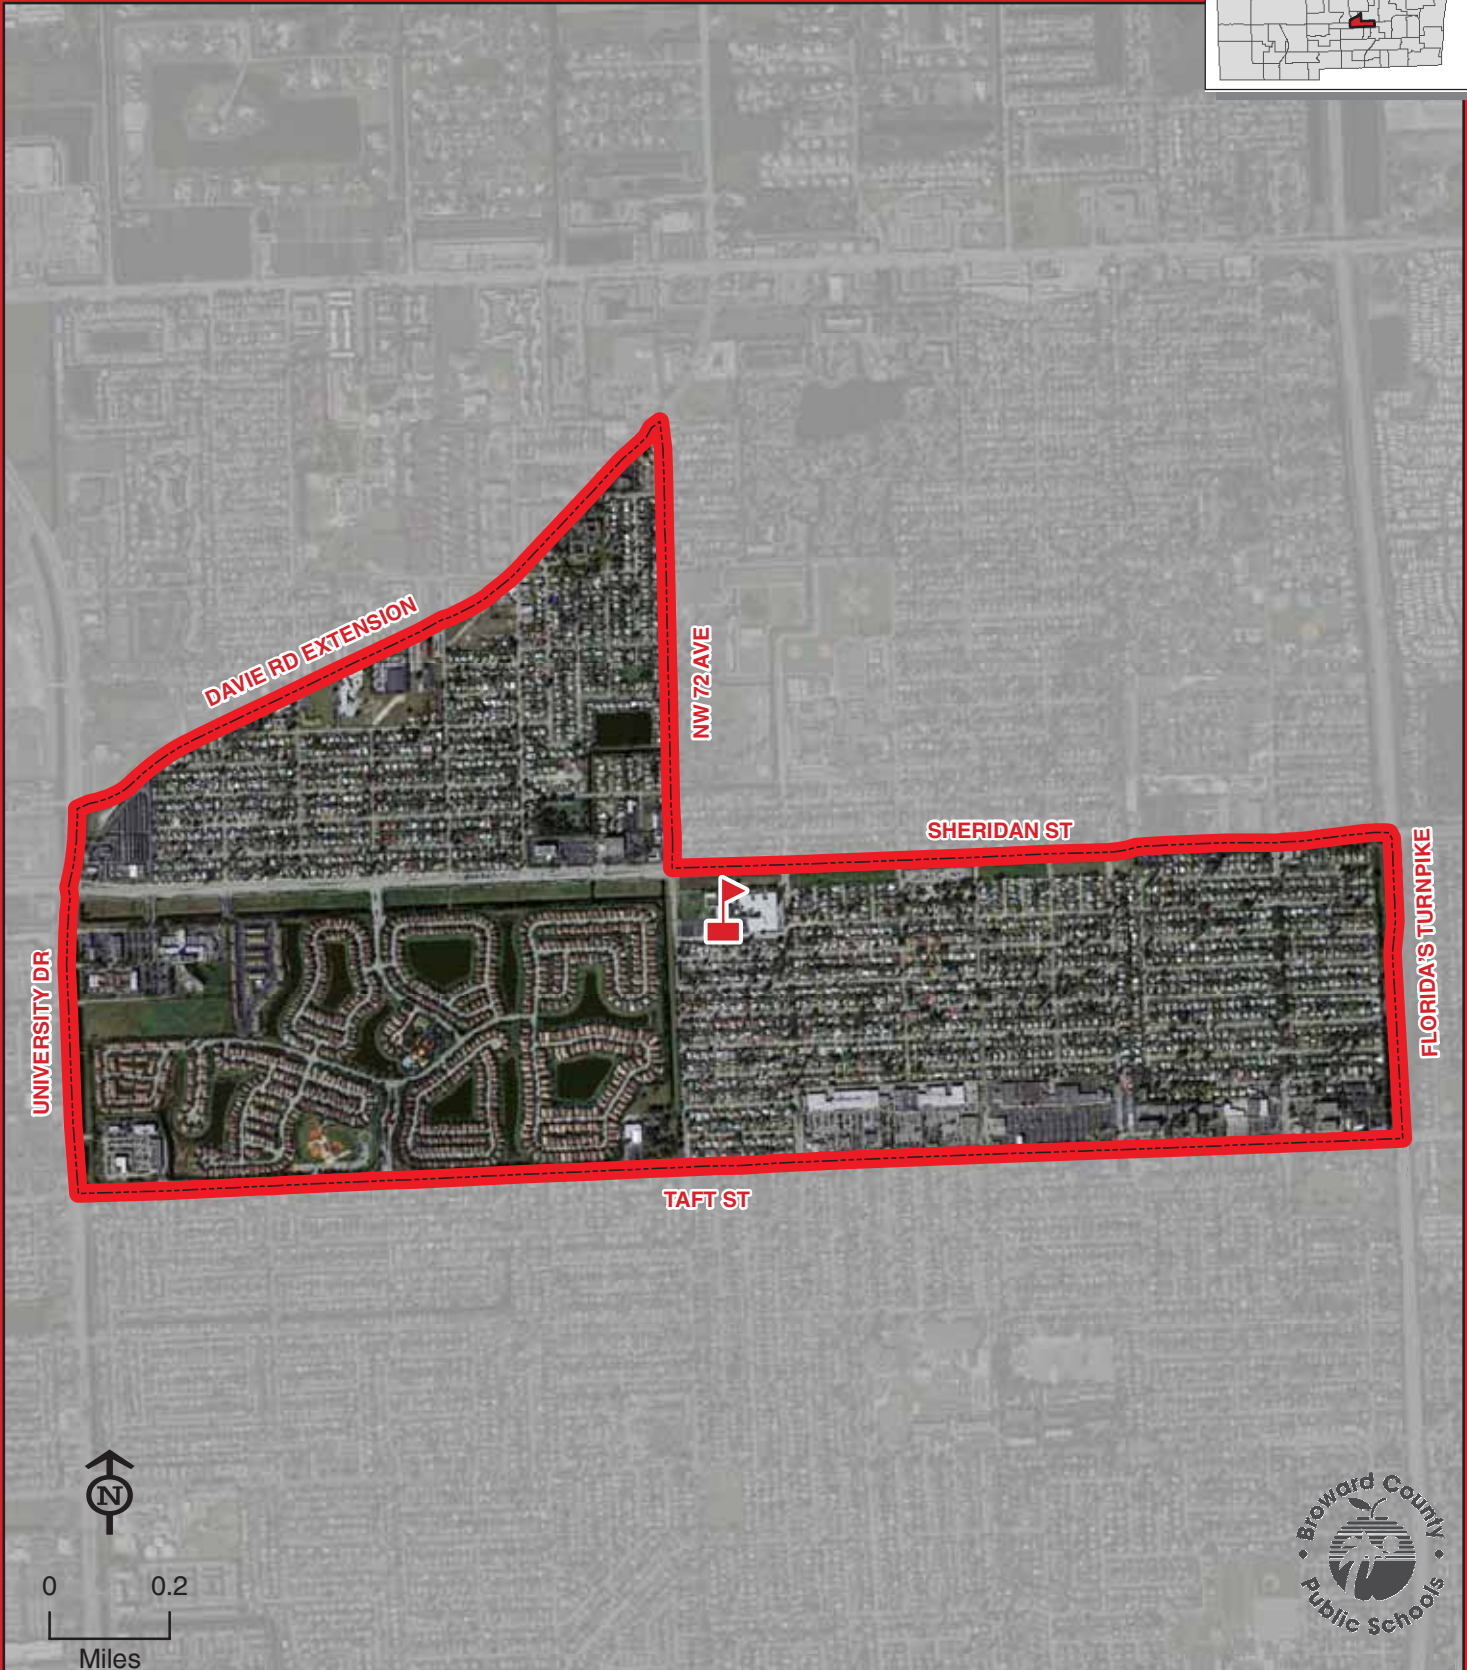 DAVIE RD EXTENSION
NW 72 AVE
SHERIDAN ST
FLORIDA'S TURNPIKE
UNIVERSITY DR
TAFT ST
N
0 0.2
Miles
Broward County
Public Schools